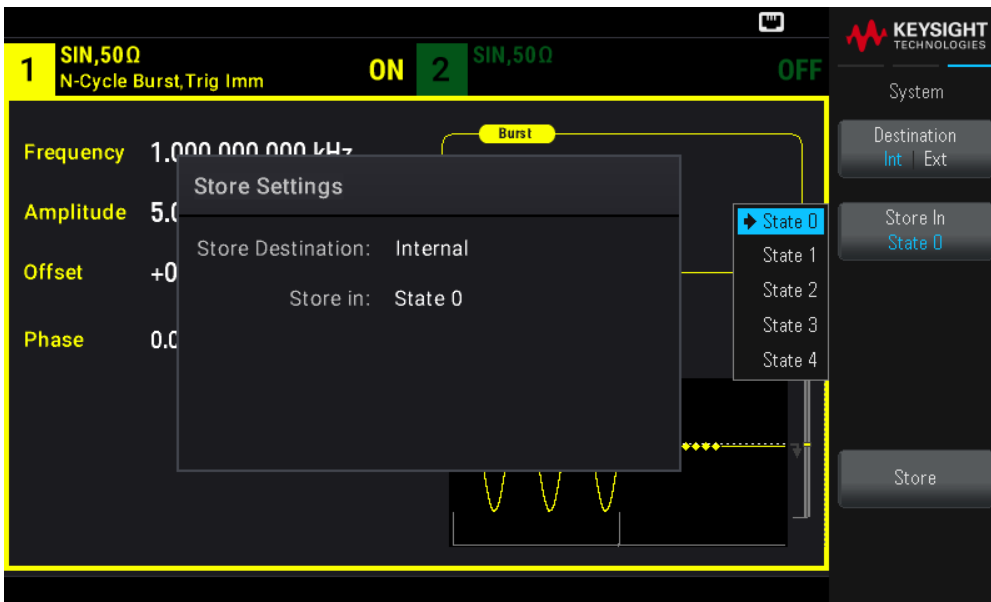 KEYSIGHT
TECHNOLOGIES
1
SIN,50Ω
N-Cycle Burst,Trig Imm
ON
2
SIN,50Ω
OFF
System
Frequency
Burst
Destination
Int | Ext
Store Settings
Amplitude
State 0
Store In
State 0
Store Destination: Internal
State 1
Offset
Store in: State 0
State 2
State 3
Phase
State 4
Store